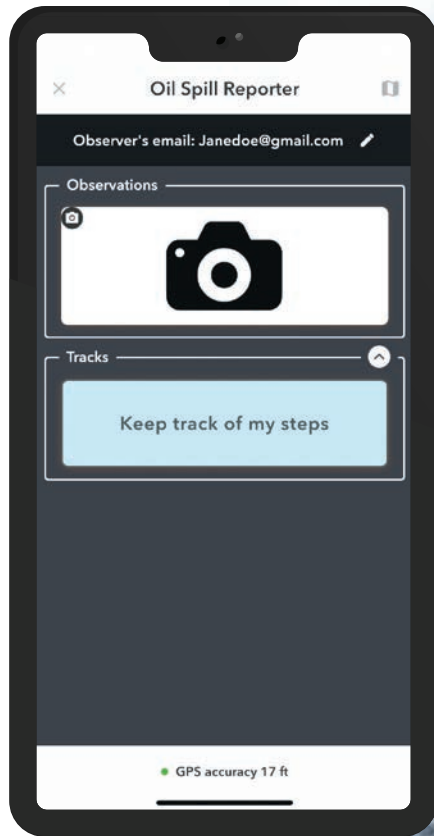 Oil Spill Reporter
Observer's email: Janedoe@gmail.com
Observations
Tracks
Keep track of my steps
GPS accuracy 17 ft